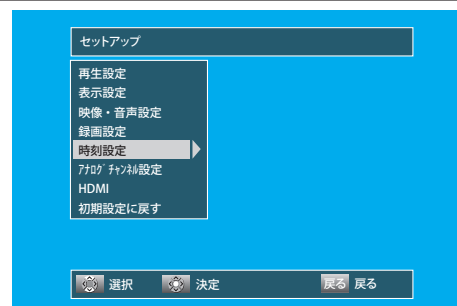 セットアップ
再生設定
表示設定
映像・音声設定
録画設定
時刻設定
ｱﾅﾛｸﾞﾁｬﾝﾈﾙ設定
HDMI
初期設定に戻す
選択 決定 戻る 戻る